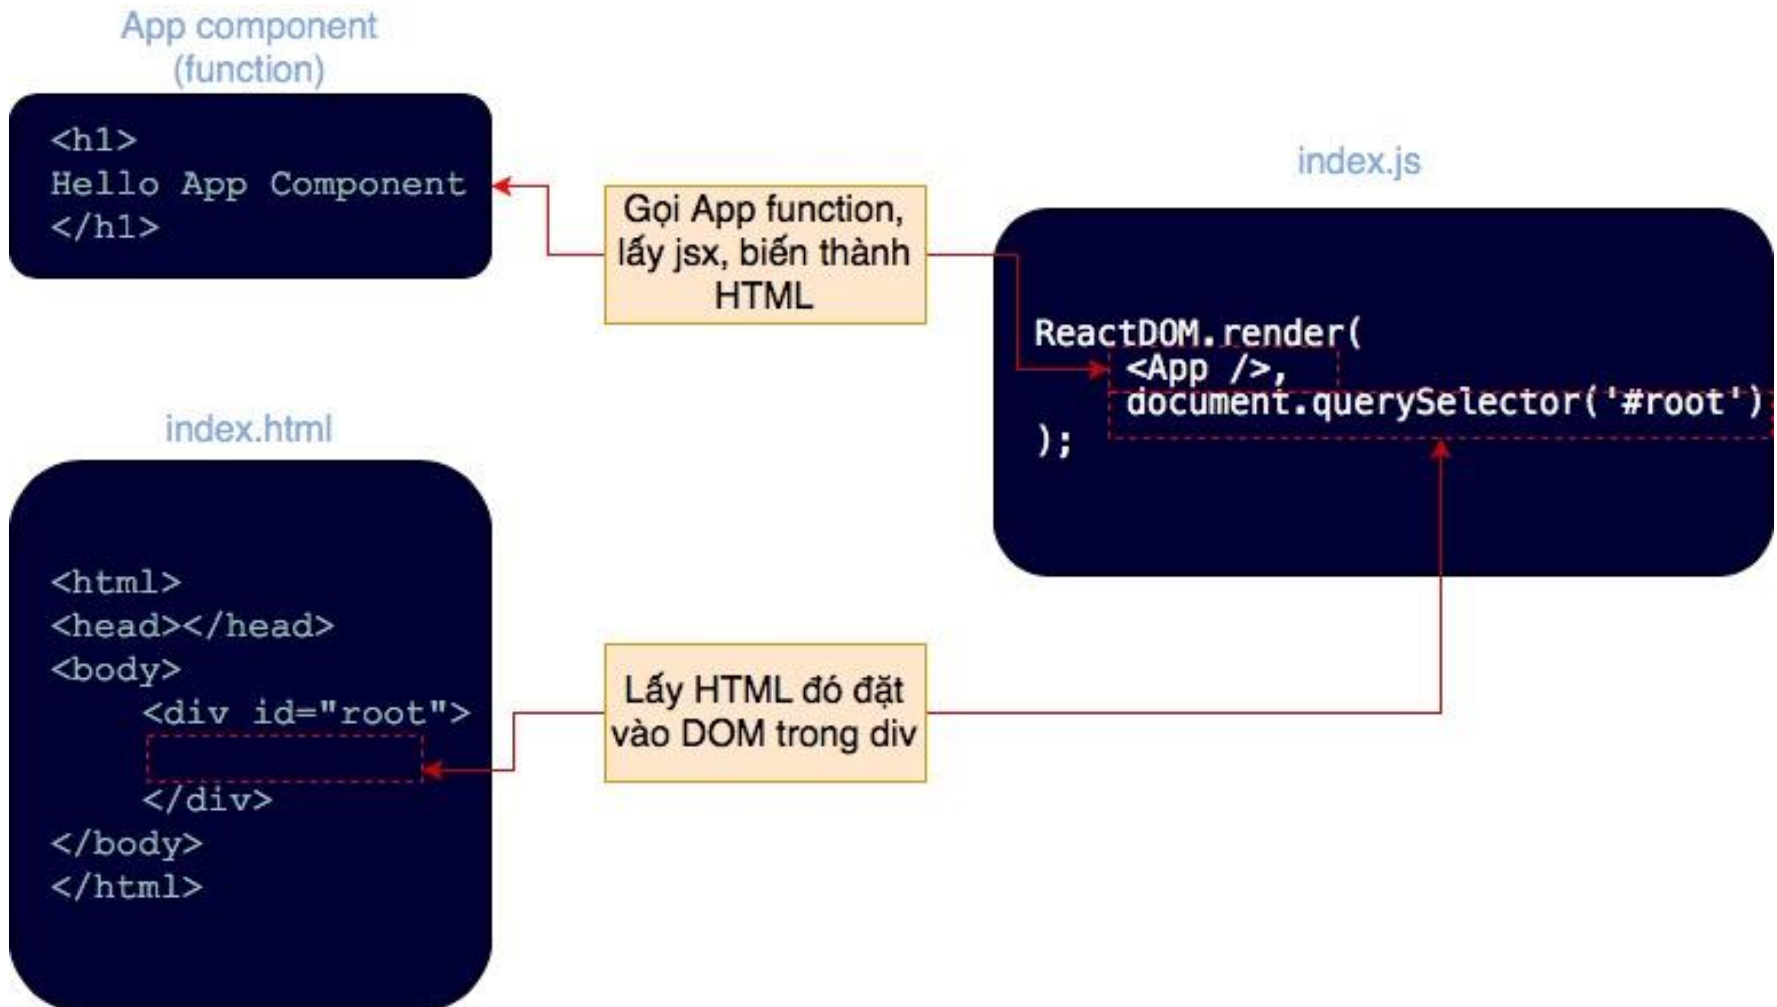 App component
(function)
<h1>
Hello App Component
</h1>
Gọi App function,
lấy jsx, biến thành
HTML
index.js
ReactDOM.render(
<App />,
document.querySelector('#root')
);
index.html
<html>
<head></head>
<body>
<div id="root">
</div>
</body>
</html>
Lấy HTML đó đặt
vào DOM trong div